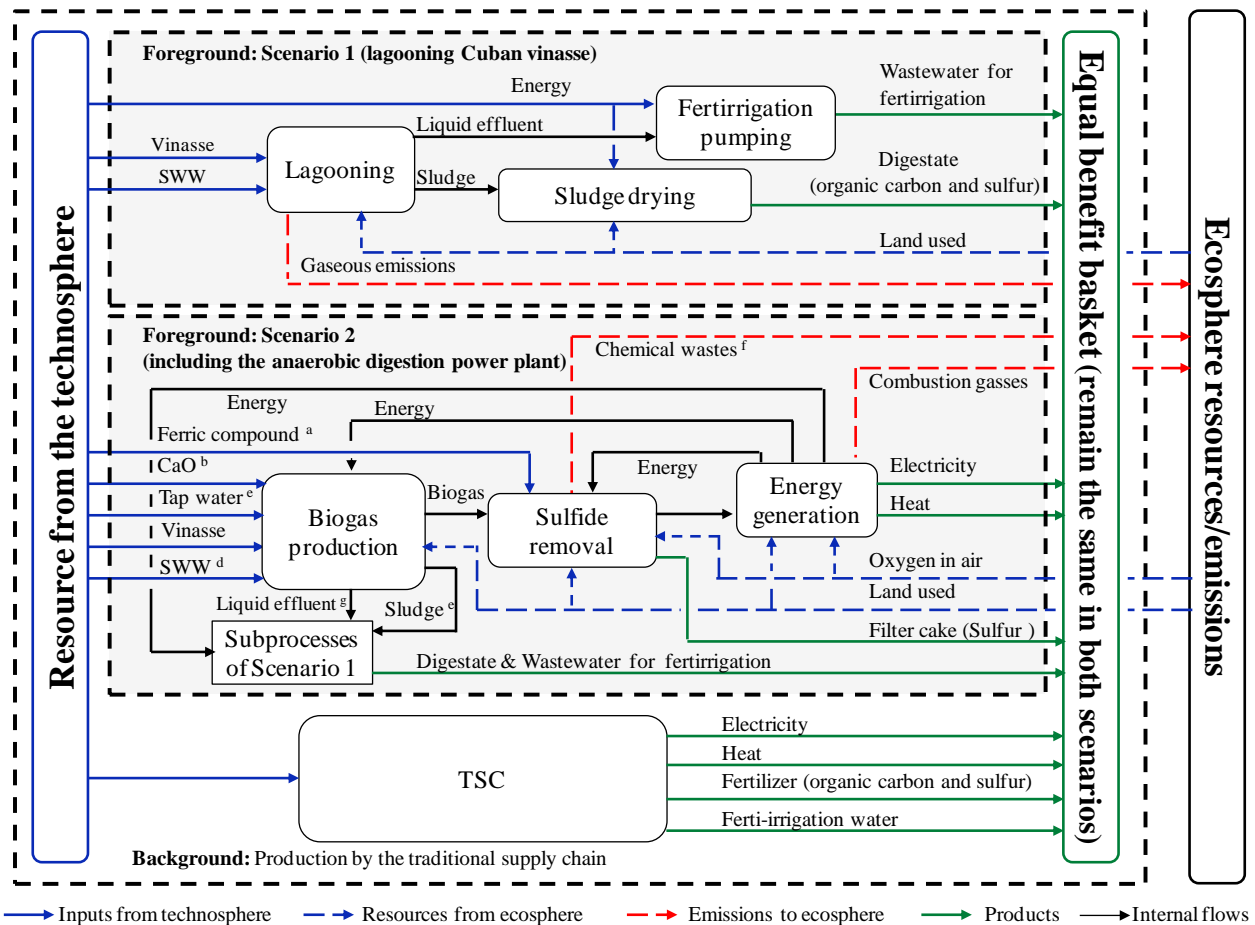 Resource from the technosphere
Foreground: Scenario 1 (lagooning Cuban vinasse)
Energy
Vinasse
SWW
Lagooning
Liquid effluent
Sludge
Fertirrigation
pumping
Sludge drying
Wastewater for
fertirrigation
Digestate
(organic carbon and sulfur)
Land used
Gaseous emissions
Foreground: Scenario 2
(including the anaerobic digestion power plant)
Chemical wastes f
Combustion gasses
Energy
Energy
Ferric compound a
CaO b
Tap water e
Vinasse
SWW d
Biogas
production
Biogas
Sulfide
removal
Energy
Energy
generation
Electricity
Heat
Oxygen in air
Land used
Liquid effluent g
Sludge e
Subprocesses
of Scenario 1
Filter cake (Sulfur )
Digestate & Wastewater for fertirrigation
TSC
Electricity
Heat
Fertilizer (organic carbon and sulfur)
Ferti-irrigation water
Background: Production by the traditional supply chain
Equal benefit basket (remain the same in both scenarios)
Ecosphere resources/emissions
Inputs from technosphere
Resources from ecosphere
Emissions to ecosphere
Products
Internal flows